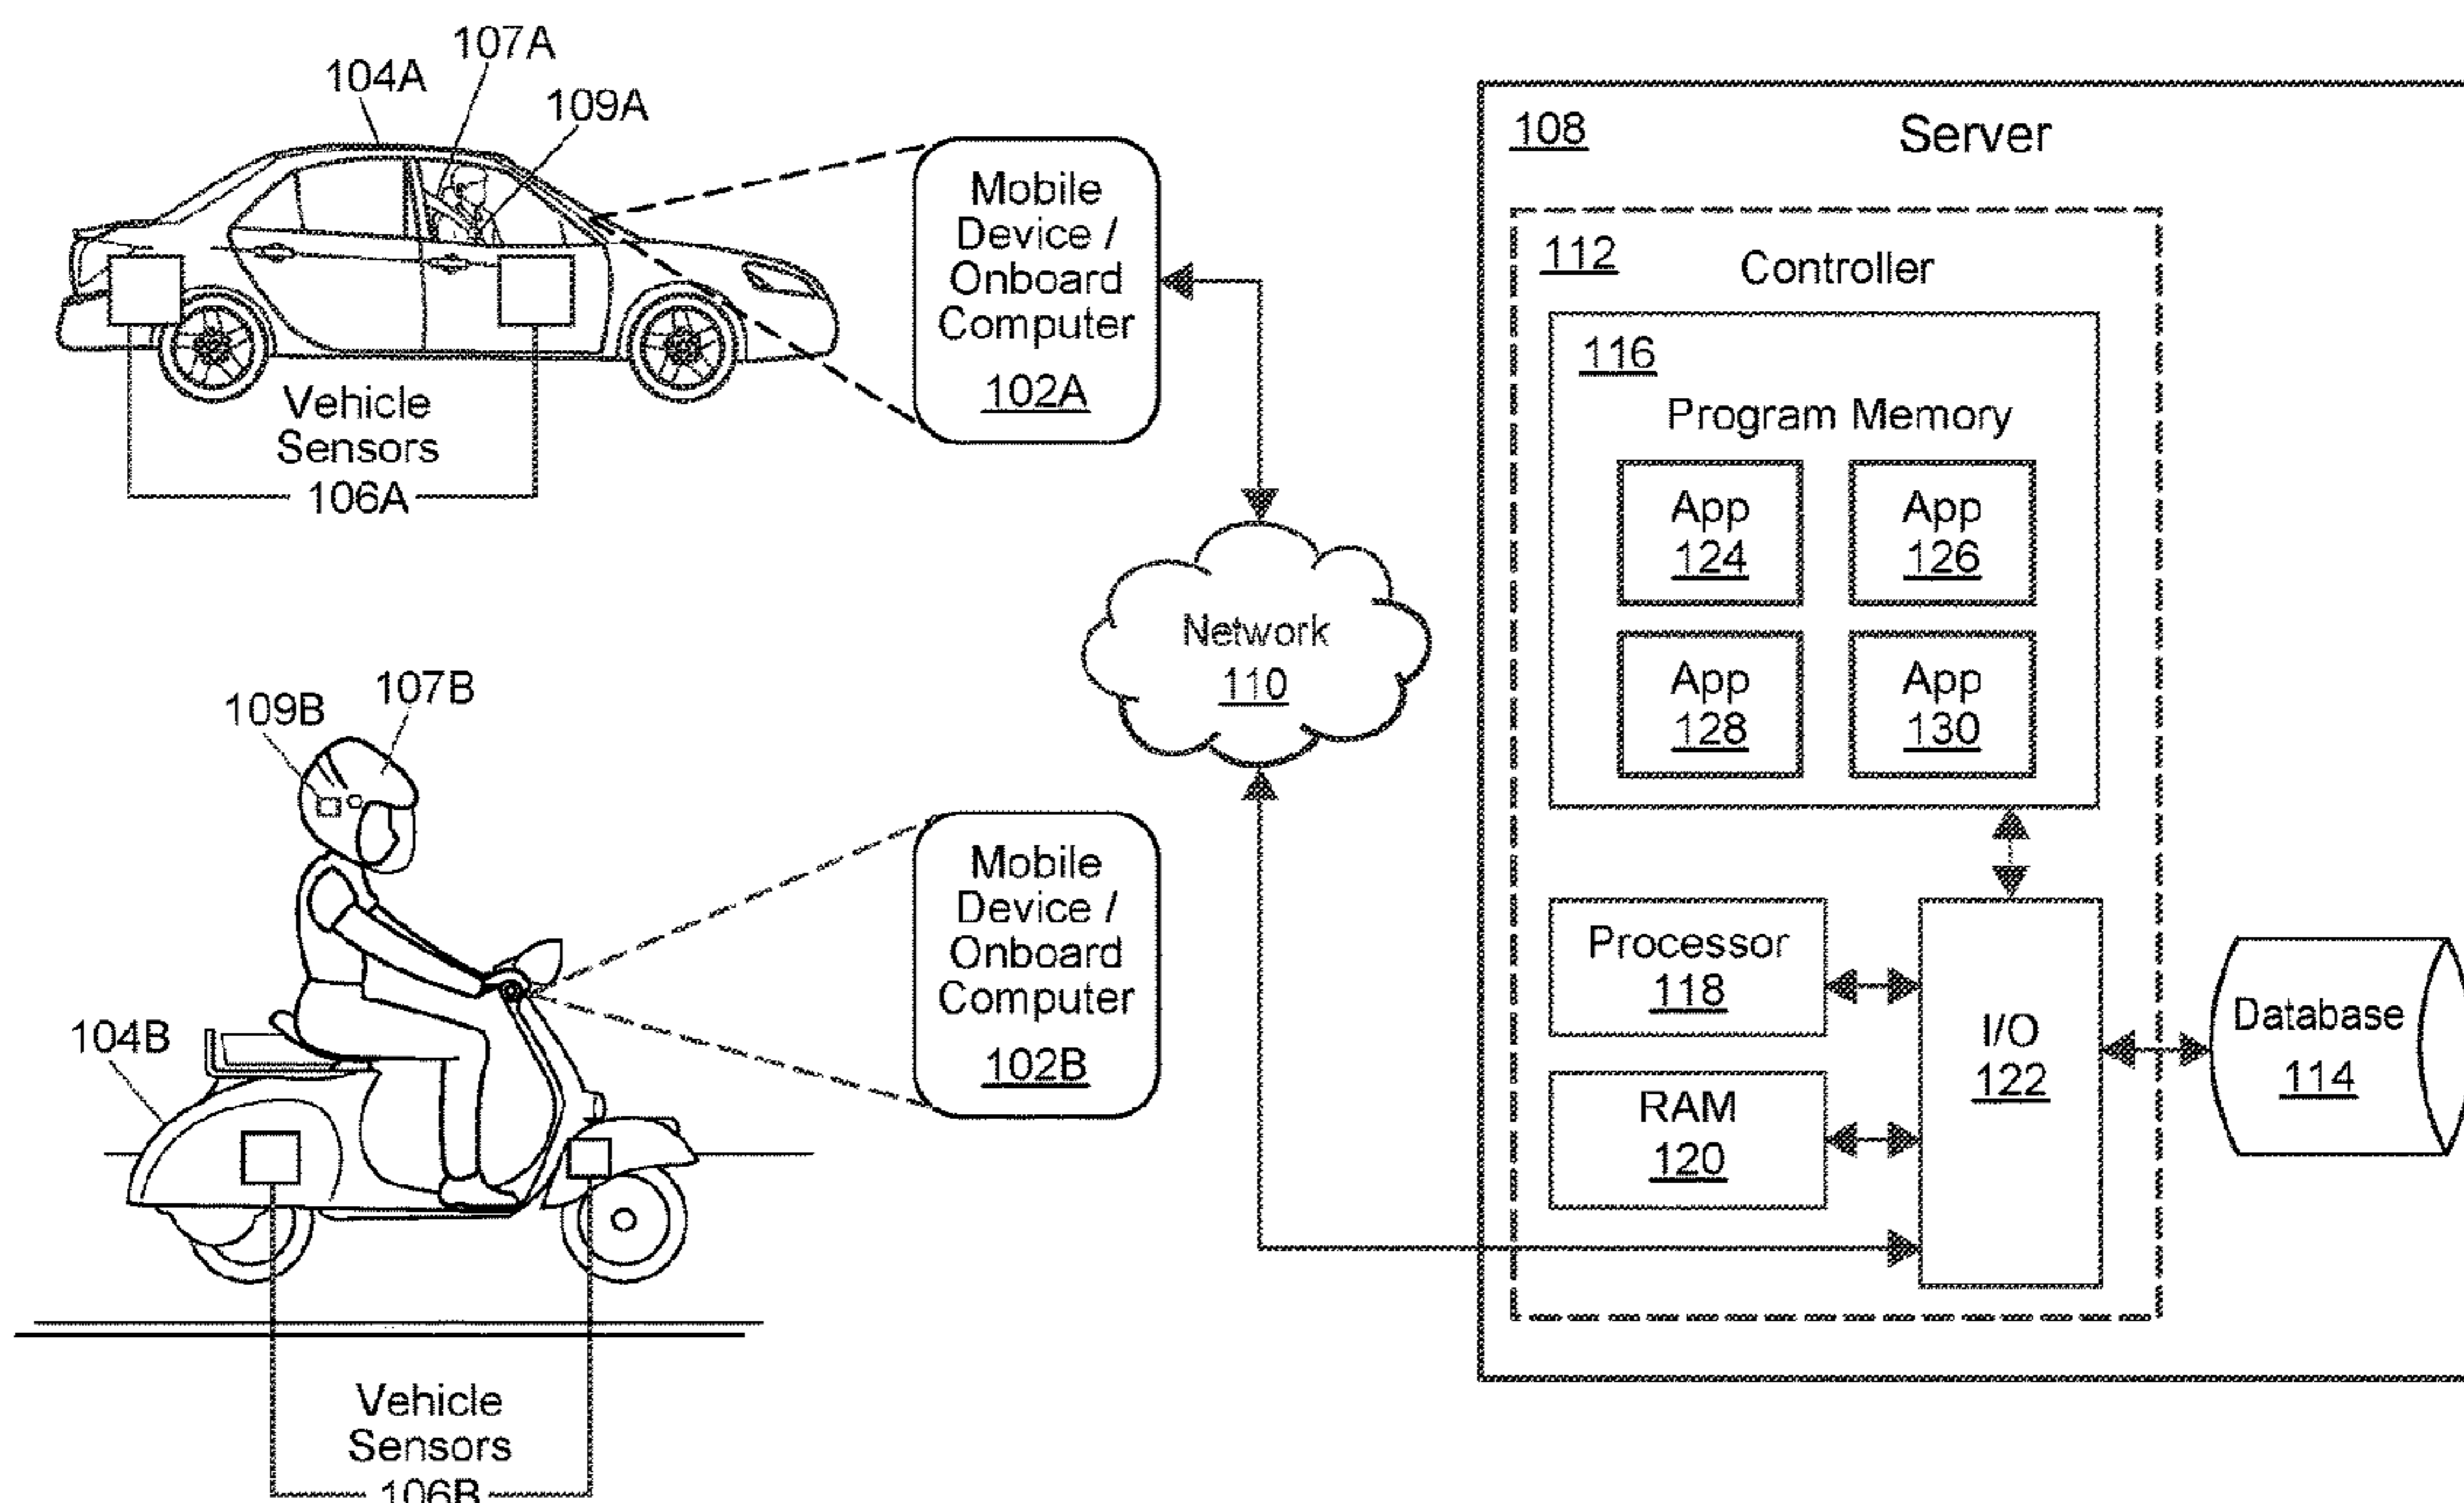 107A
104A
109A
Vehicle
Sensors
106A
Mobile
Device /
Onboard
Computer
102A
Network
110
107B
109B
104B
Mobile
Device /
Onboard
Computer
102B
Vehicle
Sensors
106B
108 Server
112 Controller
116
Program Memory
App
124
App
126
App
128
App
130
Processor
118
RAM
120
I/O
122
Database
114